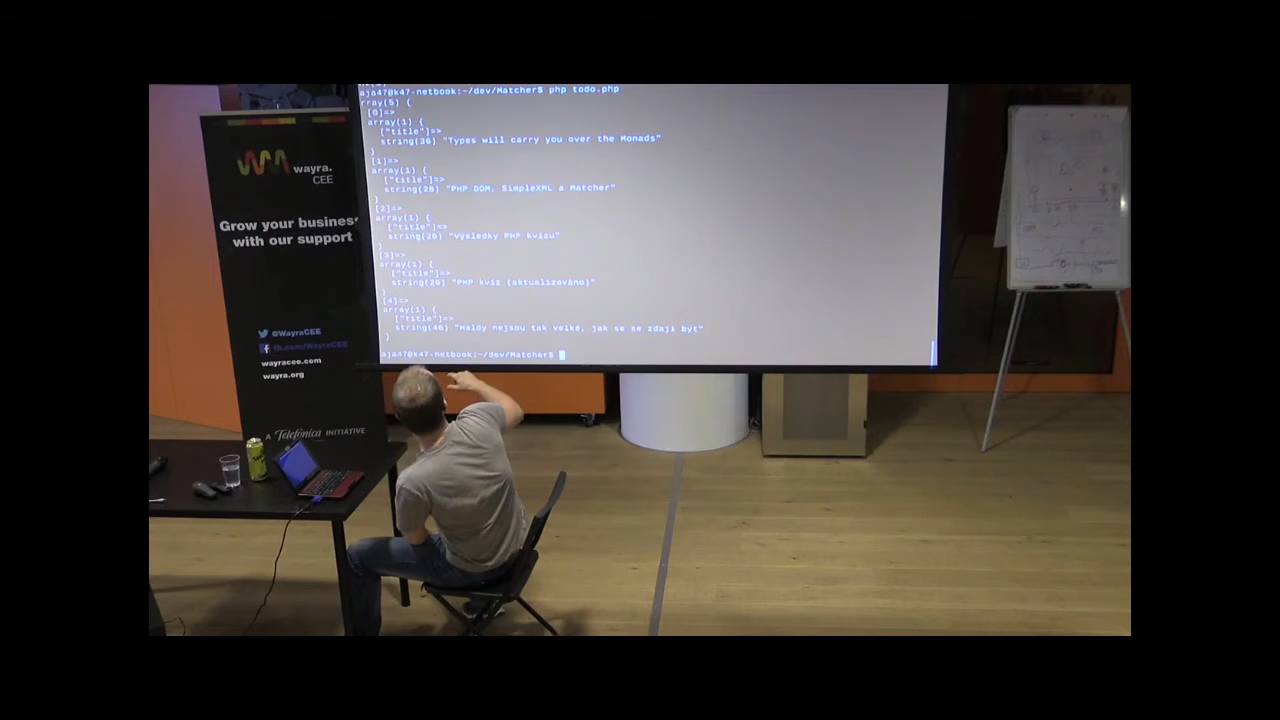 aja47@k47-netbook:~/dev/Matcher$ php todo.php
rray(5) {
[0]=>
array(1) {
["title"]=>
string(36) "Types will carry you over the Monads"
}
[1]=>
array(1) {
["title"]=>
string(28) "PHP DOM, SimpleXML a Matcher"
}
[2]=>
array(1) {
["title"]=>
string(20) "Výsledky PHP kvízu"
}
[3]=>
array(1) {
["title"]=>
string(26) "PHP kvíz (aktualizováno)"
}
[4]=>
array(1) {
["title"]=>
string(46) "Haldy nejsou tak velké, jak se se zdají být"
}
aja47@k47-netbook:~/dev/Matcher$
wayra.
CEE
Grow your business
with our support
@WayraCEE
fb.com/WayraCEE
wayracee.com
wayra.org
A Telefónica INITIATIVE